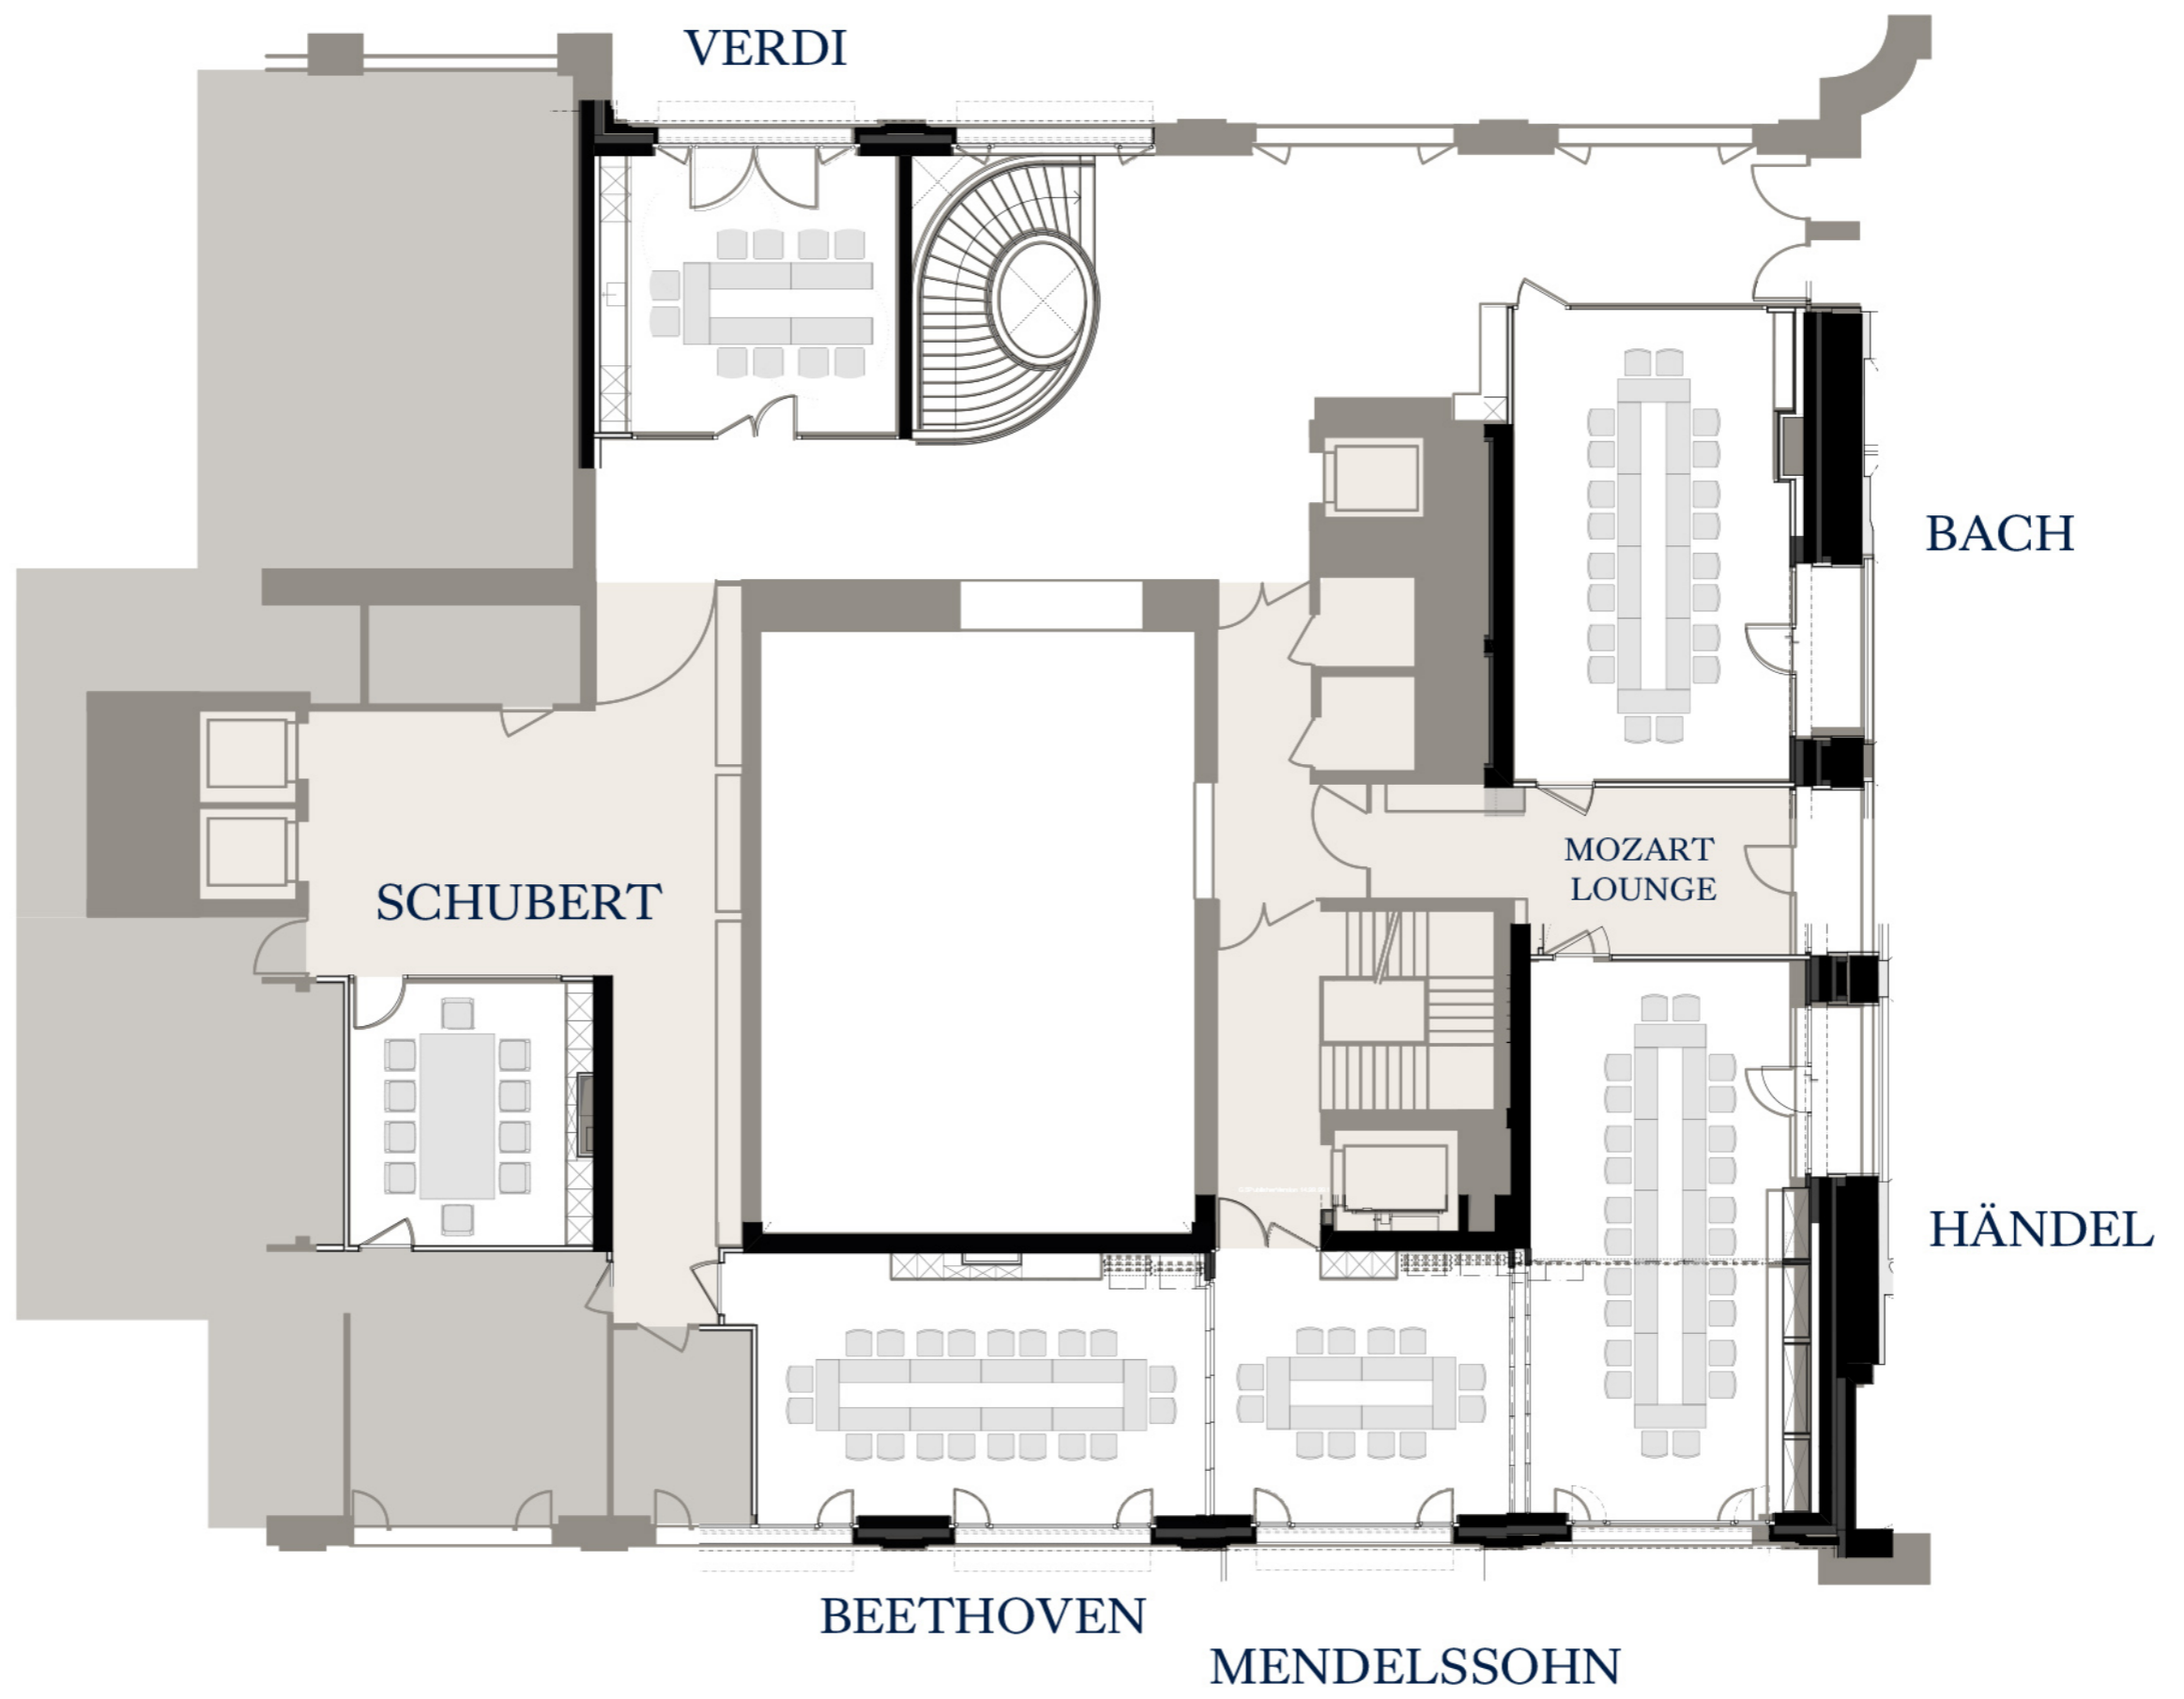 VERDI
BACH
MOZART
LOUNGE
SCHUBERT
HÄNDEL
BEETHOVEN
MENDELSSOHN